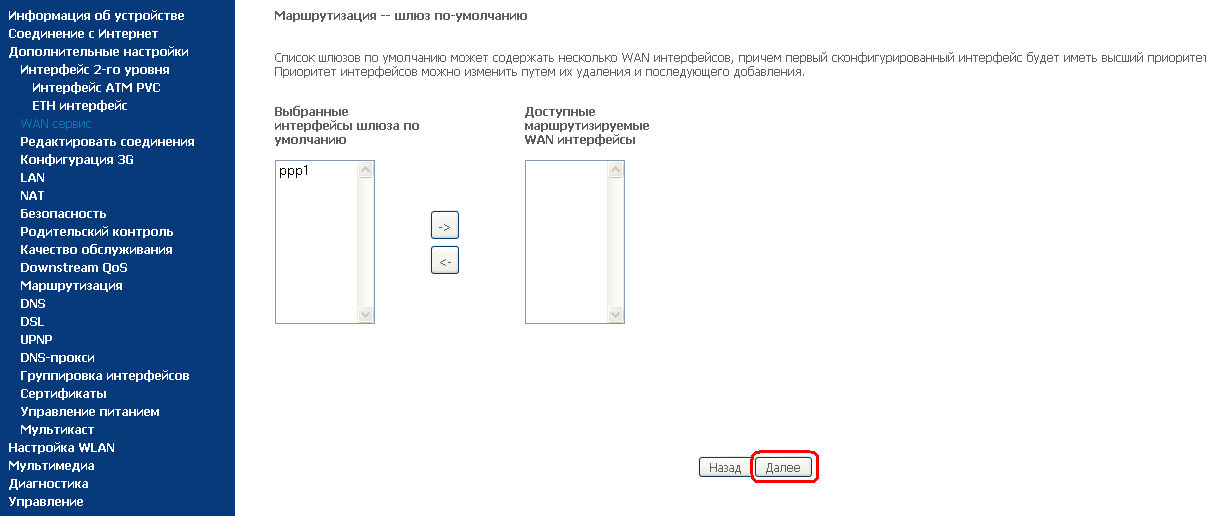 Информация об устройстве
Соединение с Интернет
Дополнительные настройки
Интерфейс 2-го уровня
Интерфейс ATM PVC
ETH интерфейс
WAN сервис
Редактировать соединения
Конфигурация 3G
LAN
NAT
Безопасность
Родительский контроль
Качество обслуживания
Downstream QoS
Маршрутизация
DNS
DSL
UPNP
DNS-прокси
Группировка интерфейсов
Сертификаты
Управление питанием
Мультикаст
Настройка WLAN
Мультимедиа
Диагностика
Управление
Маршрутизация -- шлюз по-умолчанию
Список шлюзов по умолчанию может содержать несколько WAN интерфейсов, причем первый сконфигурированный интерфейс будет иметь высший приоритет
Приоритет интерфейсов можно изменить путем их удаления и последующего добавления.
Выбранные
интерфейсы шлюза по
умолчанию
ppp1
->
<-
Доступные
маршрутизируемые
WAN интерфейсы
Назад
Далее